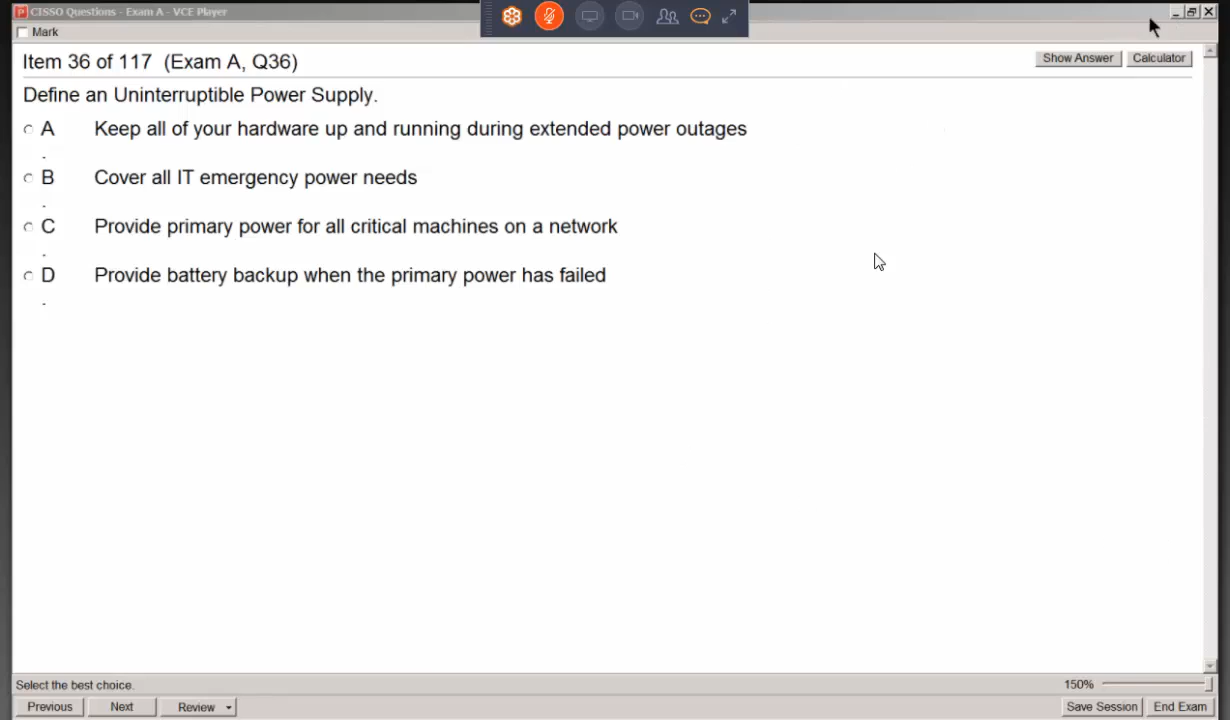 CISSO Questions - Exam A - VCE Player
Mark
Item 36 of 117 (Exam A, Q36)
Show Answer
Calculator
Define an Uninterruptible Power Supply.
A. Keep all of your hardware up and running during extended power outages
B. Cover all IT emergency power needs
C. Provide primary power for all critical machines on a network
D. Provide battery backup when the primary power has failed
Select the best choice.
150%
Previous
Next
Review
Save Session
End Exam